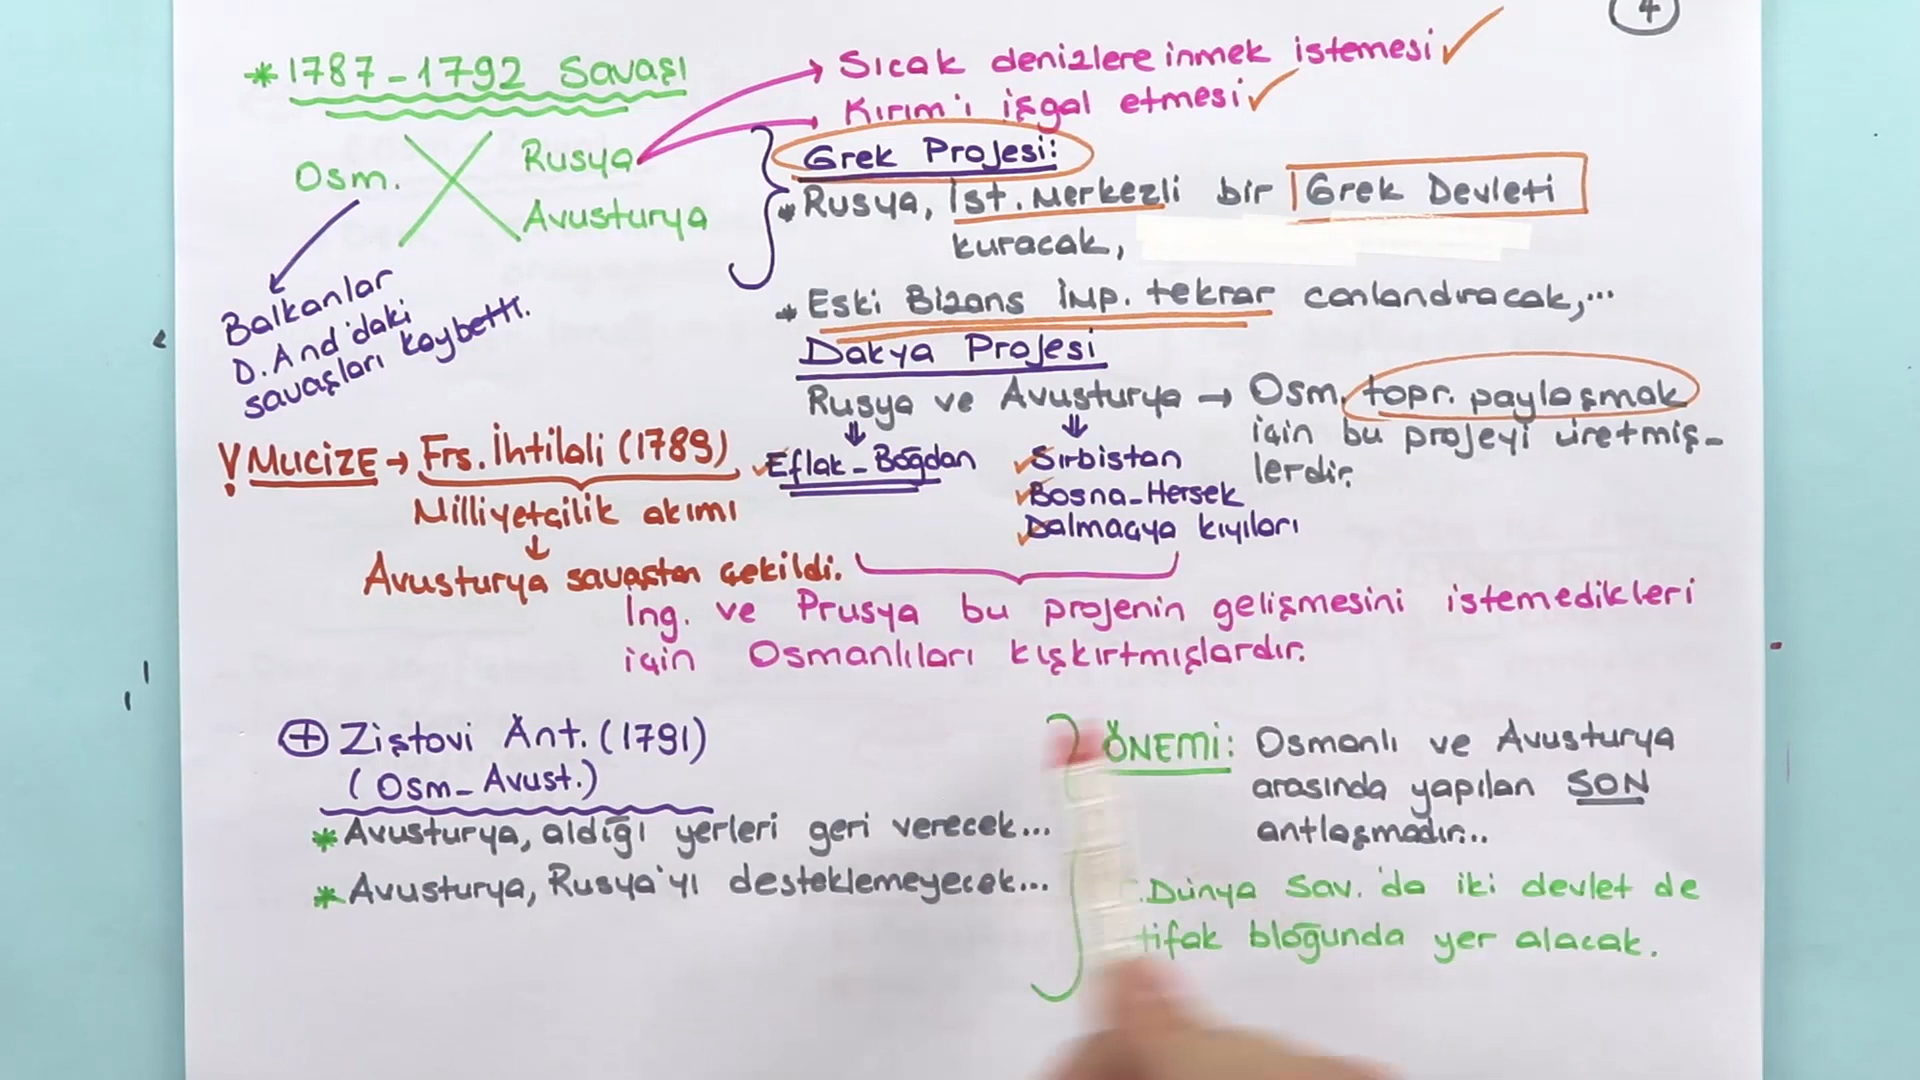 4
* 1787-1792 Savaşı
Osm.
Rusya
Avusturya
Sıcak denizlere inmek istemesi
Kırım'ı işgal etmesi
Balkanlar
D. And'daki
savaşları kaybetti.
Grek Projesi:
* Rusya, İst. Merkezli bir Grek Devleti
kuracak,
* Eski Bizans İmp. tekrar canlandıracak,...
Dakya Projesi
Rusya ve Avusturya → Osm. topr. paylaşmak
için bu projeyi üretmiş-
lerdir.
Eflak-Boğdan
Sırbistan
Bosna-Hersek
Dalmaçya kıyıları
! MUCİZE → Frs. İhtilali (1789)
Milliyetçilik akımı
Avusturya savaştan çekildi.
İng. ve Prusya bu projenin gelişmesini istemedikleri
için Osmanlıları kışkırtmışlardır.
⊕ Ziştovi Ant. (1791)
(Osm-Avust.)
* Avusturya, aldığı yerleri geri verecek...
* Avusturya, Rusya'yı desteklemeyecek...
ÖNEMİ: Osmanlı ve Avusturya
arasında yapılan SON
antlaşmadır...
.Dünya Sav.'da iki devlet de
tifak bloğunda yer alacak.